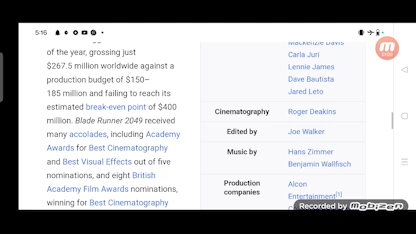 5:16
of the year, grossing just
$267.5 million worldwide against a
production budget of $150–
185 million and failing to reach its
estimated break-even point of $400
million. Blade Runner 2049 received
many accolades, including Academy
Awards for Best Cinematography
and Best Visual Effects out of five
nominations, and eight British
Academy Film Awards nominations,
winning for Best Cinematography
Mackenzie Davis
Carla Juri
Lennie James
Dave Bautista
Jared Leto
Cinematography Roger Deakins
Edited by Joe Walker
Music by Hans Zimmer
Benjamin Wallfisch
Production
companies
Alcon
Entertainment[1]
Recorded by Mobizen